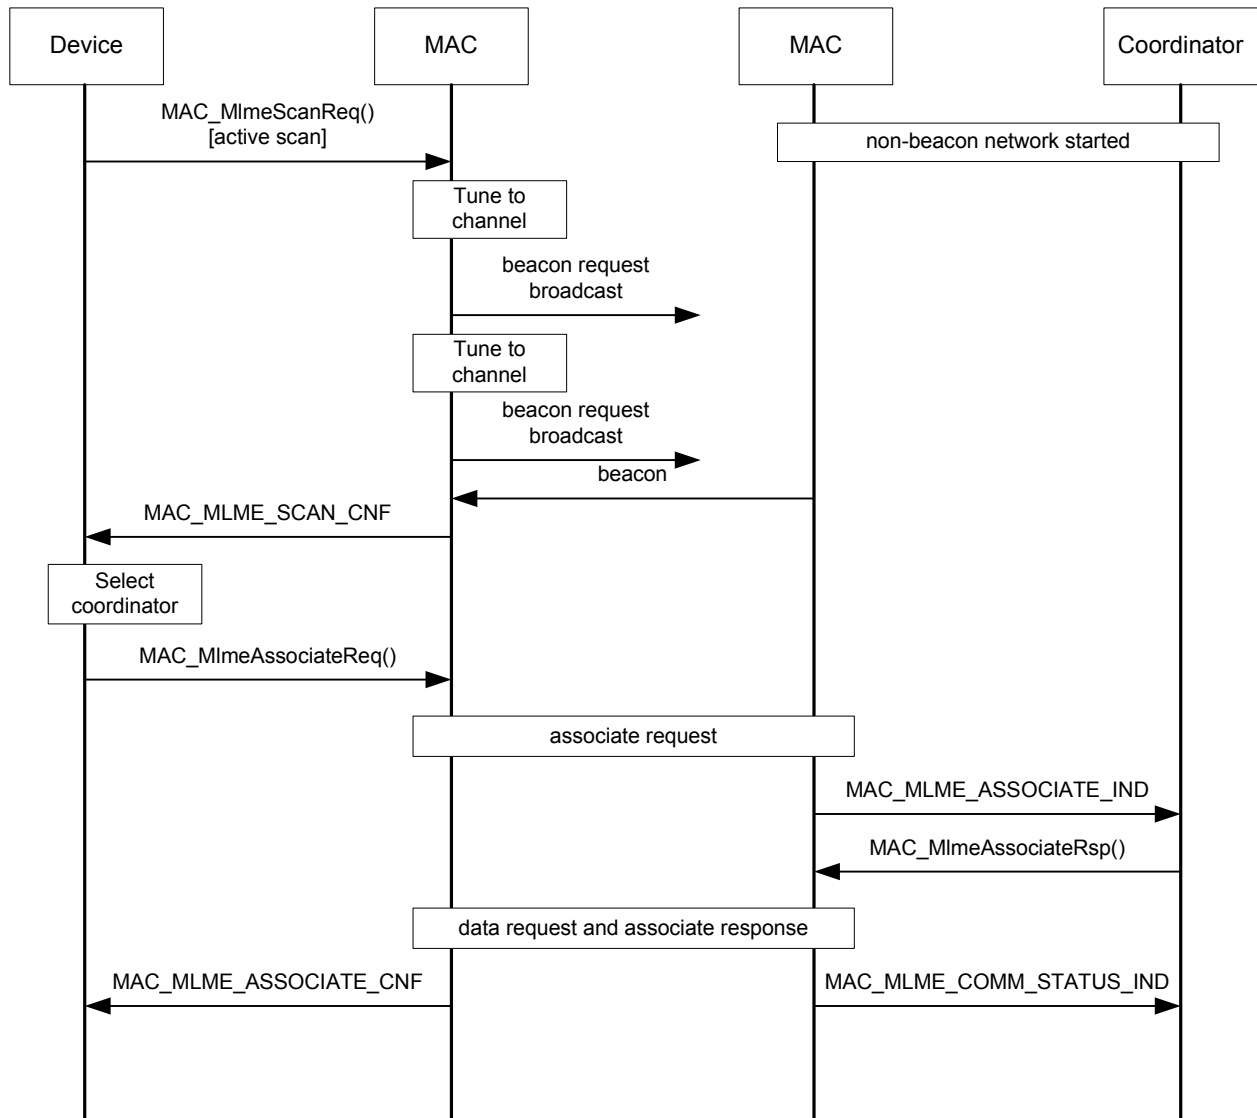 Device
MAC
MAC
Coordinator
MAC_MlmeScanReq()
[active scan]
non-beacon network started
Tune to
channel
beacon request
broadcast
Tune to
channel
beacon request
broadcast
beacon
MAC_MLME_SCAN_CNF
Select
coordinator
MAC_MlmeAssociateReq()
associate request
MAC_MLME_ASSOCIATE_IND
MAC_MlmeAssociateRsp()
data request and associate response
MAC_MLME_ASSOCIATE_CNF
MAC_MLME_COMM_STATUS_IND